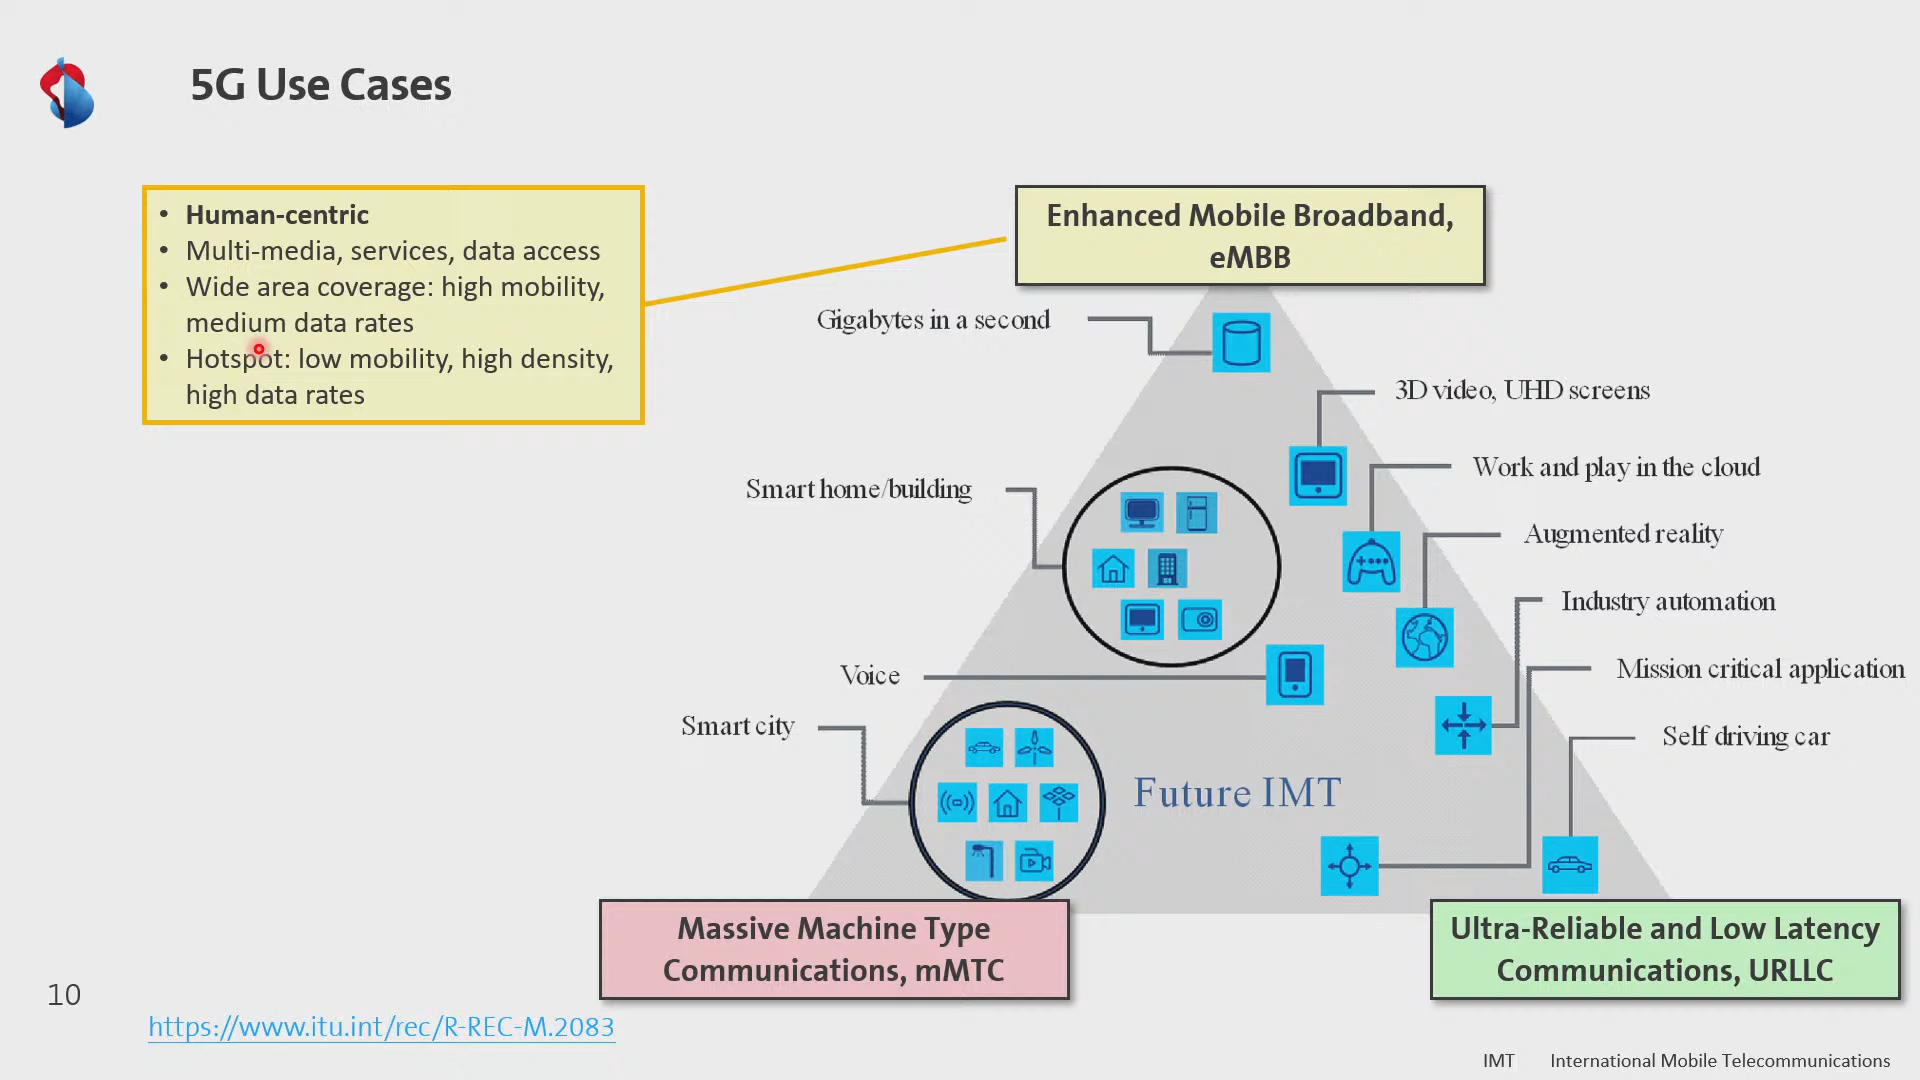 5G Use Cases
• Human-centric
• Multi-media, services, data access
• Wide area coverage: high mobility,
medium data rates
• Hotspot: low mobility, high density,
high data rates
Enhanced Mobile Broadband,
eMBB
Gigabytes in a second
3D video, UHD screens
Work and play in the cloud
Smart home/building
Augmented reality
Industry automation
Voice
Mission critical application
Smart city
Self driving car
Future IMT
Massive Machine Type
Communications, mMTC
Ultra-Reliable and Low Latency
Communications, URLLC
10
https://www.itu.int/rec/R-REC-M.2083
IMT International Mobile Telecommunications